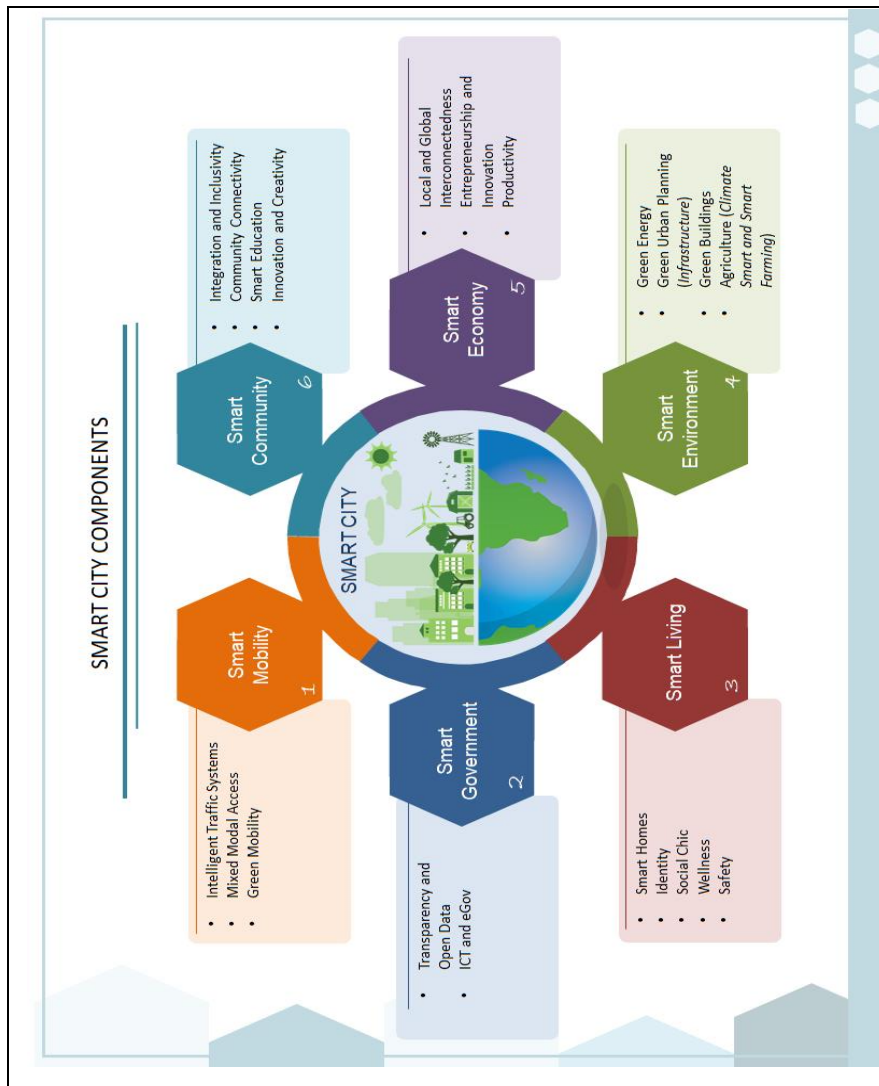 SMART CITY COMPONENTS
Smart
Mobility
1
• Intelligent Traffic Systems
• Mixed Modal Access
• Green Mobility
Smart
Government
2
• Transparency and
Open Data
• ICT and eGov
Smart Living
3
• Smart Homes
• Identity
• Social Chic
• Wellness
• Safety
Smart
Environment
4
• Green Energy
• Green Urban Planning
(Infrastructure)
• Green Buildings
• Agriculture (Climate
Smart and Smart
Farming)
Smart
Economy
5
• Local and Global
Interconnectedness
• Entrepreneurship and
Innovation
• Productivity
Smart
Community
6
• Integration and Inclusivity
• Community Connectivity
• Smart Education
• Innovation and Creativity
SMART CITY